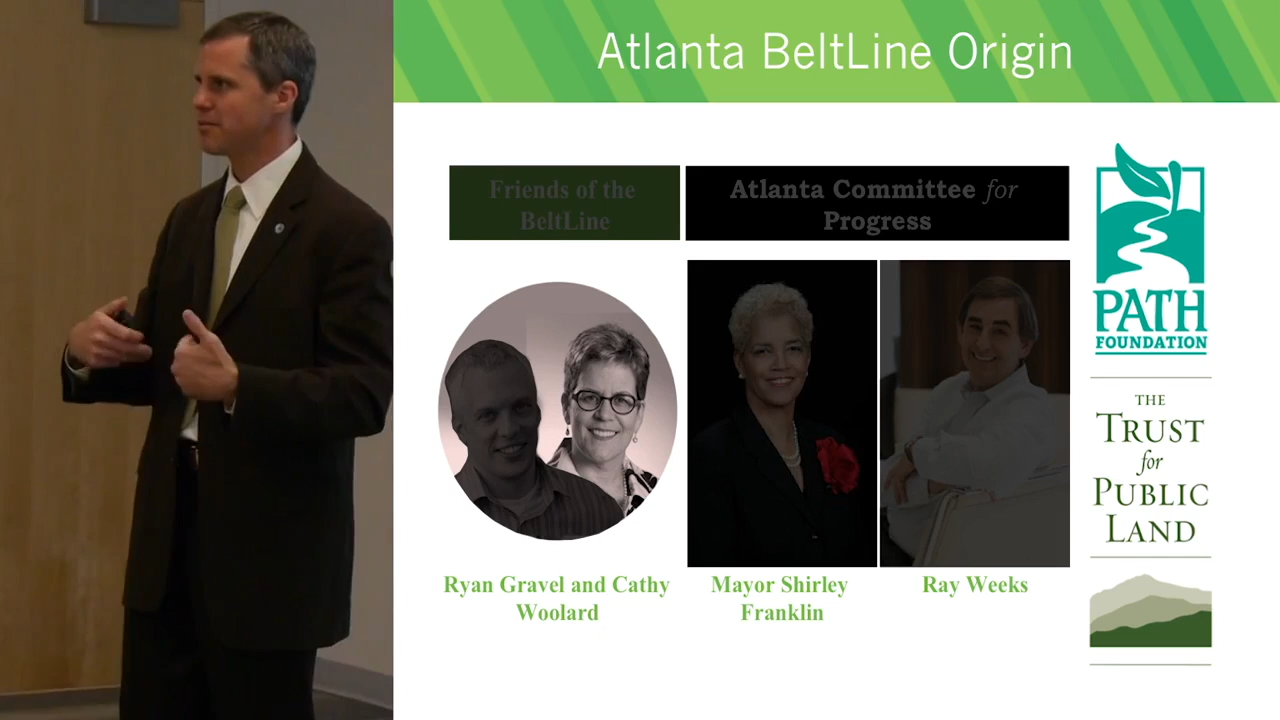 Atlanta BeltLine Origin
Friends of the
BeltLine
Atlanta Committee for
Progress
Ryan Gravel and Cathy
Woolard
Mayor Shirley
Franklin
Ray Weeks
PATH
FOUNDATION
THE
TRUST
for
PUBLIC
LAND